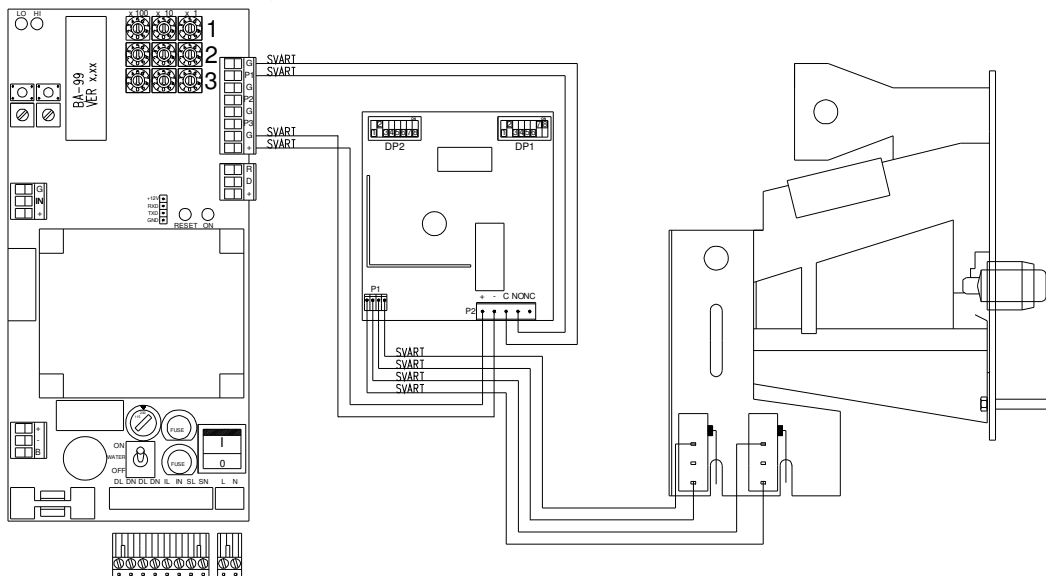 LO HI
x 100 x 10 x 1
1
2
3
BA-99
VER x,xx
G
P1
G
P2
G
P3
G
+
SVART
SVART
SVART
SVART
R
D
+
G
IN
+
+12V
RXD
TXD
GND
RESET ON
DP2
DP1
P1
+ - C NO NC
P2
SVART
SVART
SVART
SVART
+
-
B
ON
WATER
OFF
FUSE
FUSE
I
0
DL DN DL DN IL IN SL SN L N